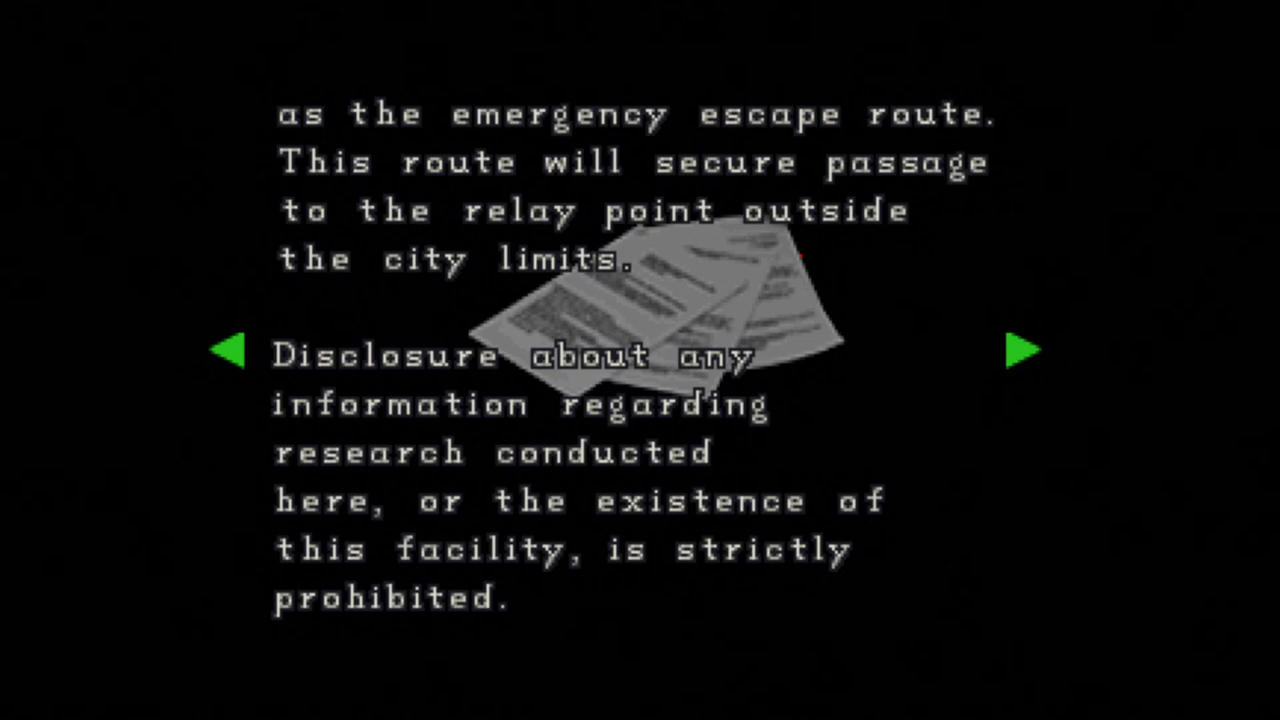 as the emergency escape route.
This route will secure passage
to the relay point outside
the city limits.
Disclosure about any
information regarding
research conducted
here, or the existence of
this facility, is strictly
prohibited.